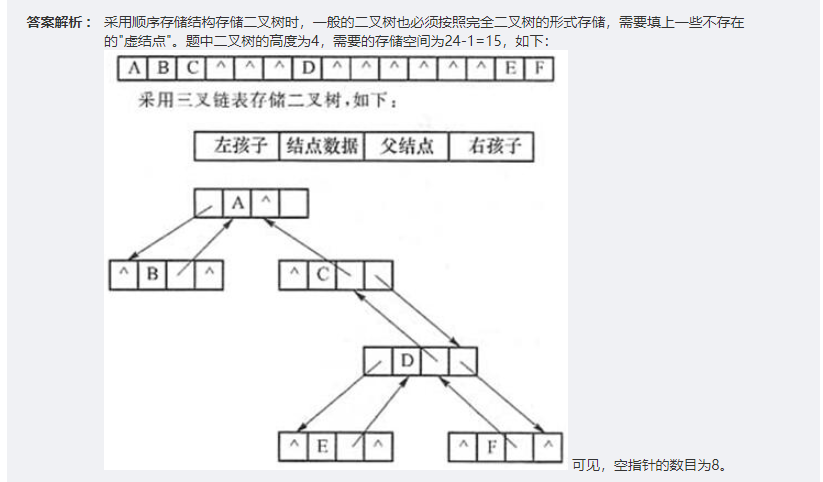 答案解析： 采用顺序存储结构存储二叉树时，一般的二叉树也必须按照完全二叉树的形式存储，需要填上一些不存在
的"虚结点"。题中二叉树的高度为4，需要的存储空间为24-1=15，如下：
A B C ^ ^ ^ D ^ ^ ^ ^ ^ ^ E F
采用三叉链表存储二叉树，如下：
左孩子 结点数据 父结点 右孩子
A ^
^ B ^ ^ C
D
^ E ^ ^ F ^
可见，空指针的数目为8。